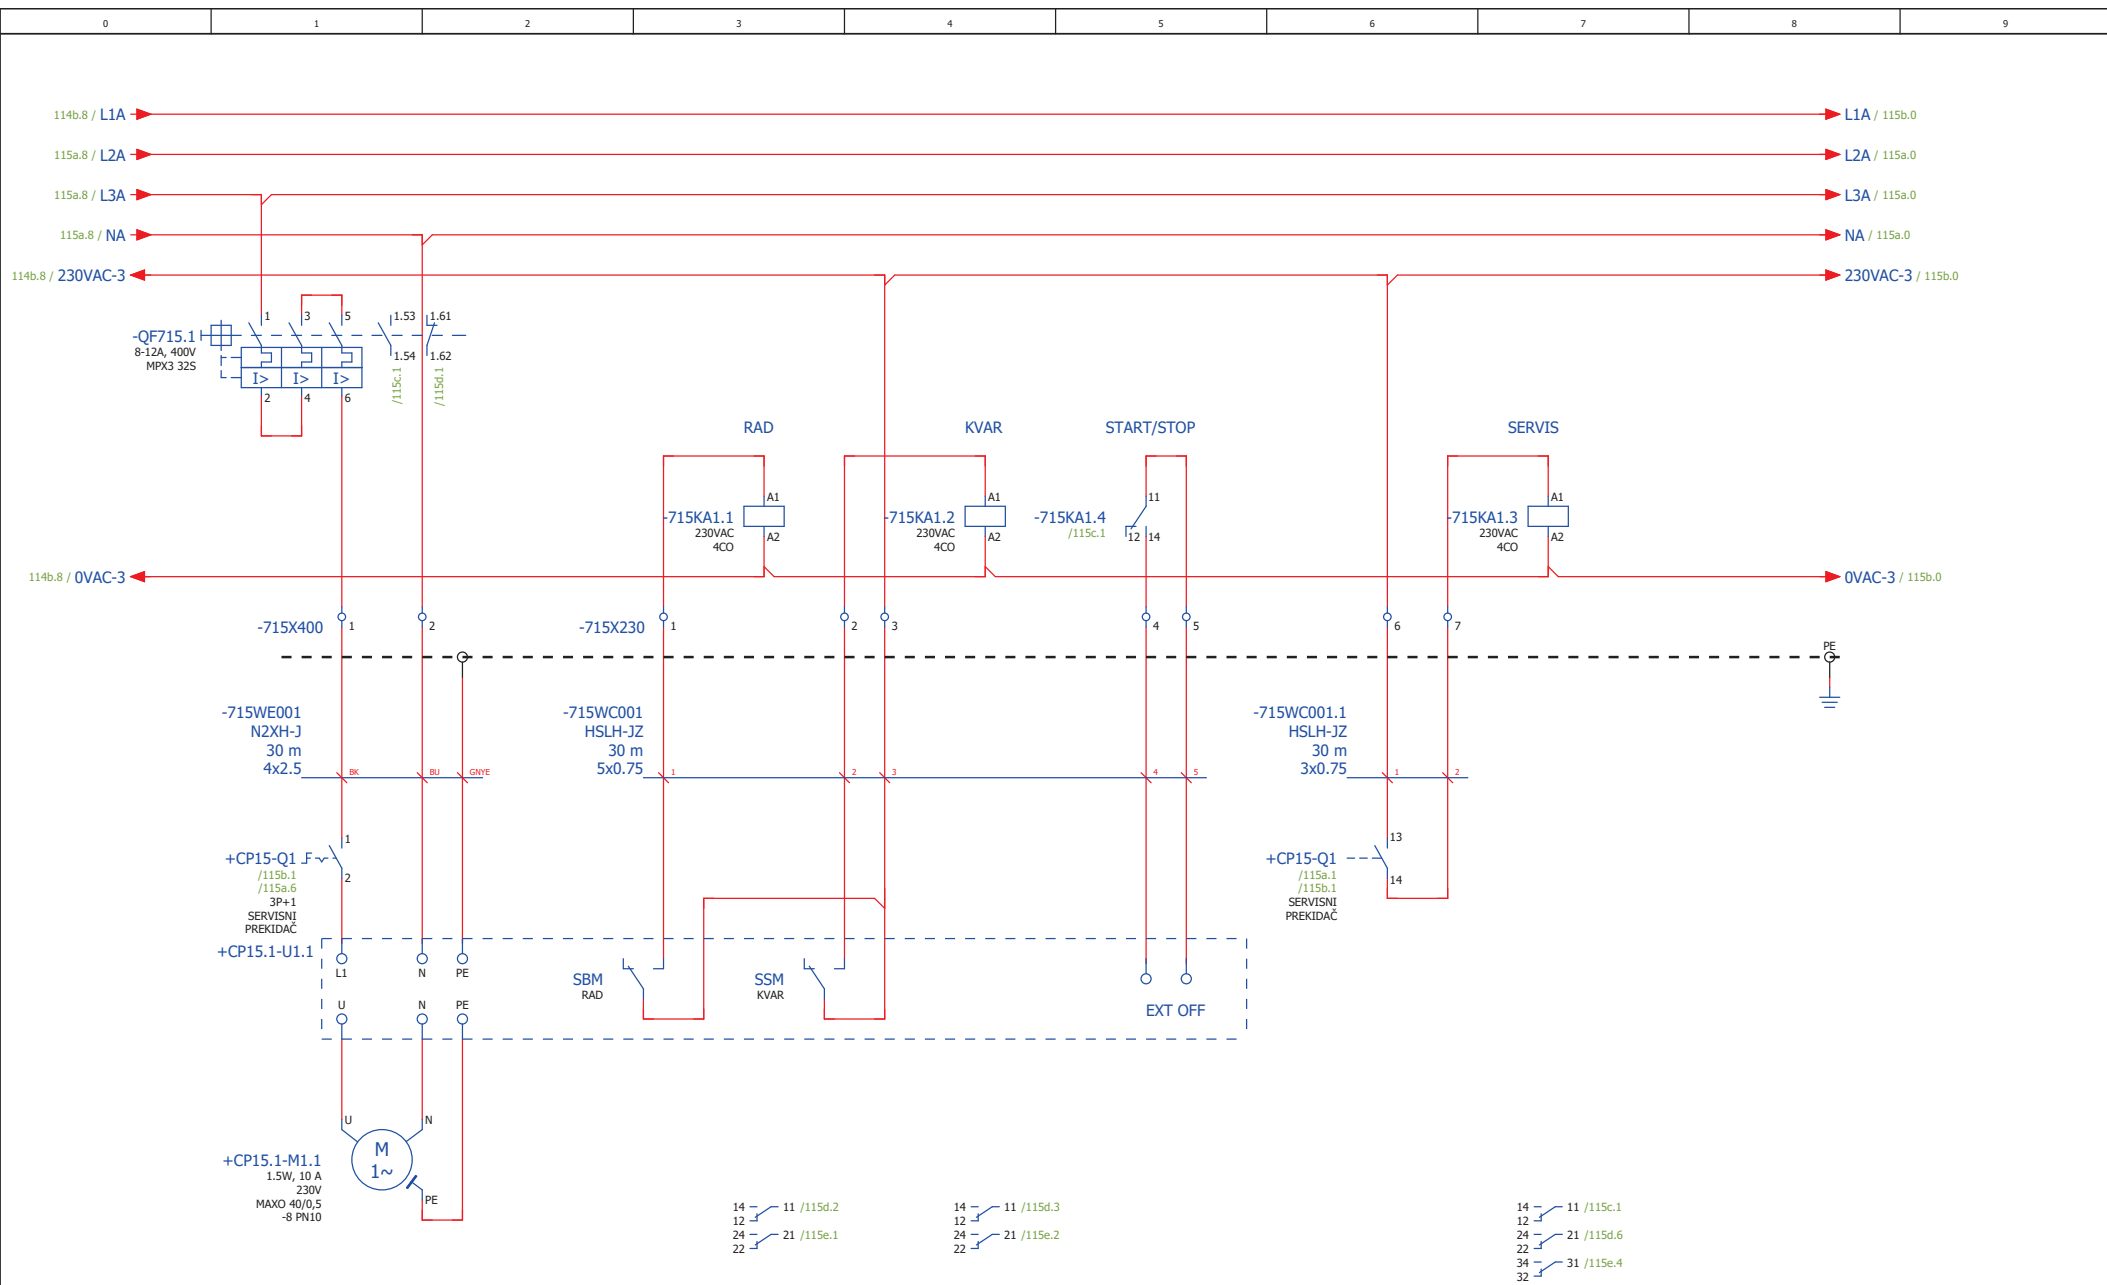 0 1 2 3 4 5 6 7 8 9
114b.8 / L1A L1A / 115b.0
115a.8 / L2A L2A / 115a.0
115a.8 / L3A L3A / 115a.0
115a.8 / NA NA / 115a.0
114b.8 / 230VAC-3 230VAC-3 / 115b.0
1 3 5 1.53 1.61
-QF715.1
8-12A, 400V
MPX3 32S
1.54 1.62
I> I> I>
2 4 6
/115c.1
/115d.1
RAD KVAR START/STOP SERVIS
A1 A1 11 A1
-715KA1.1 -715KA1.2 -715KA1.4 -715KA1.3
230VAC 230VAC /115c.1 230VAC
4CO 4CO 4CO
A2 A2 12 14 A2
114b.8 / 0VAC-3 0VAC-3 / 115b.0
-715X400 1 2 -715X230 1 2 3 4 5 6 7
PE
-715WE001 -715WC001 -715WC001.1
N2XH-J HSLH-JZ HSLH-JZ
30 m 30 m 30 m
4x2.5 5x0.75 3x0.75
BK BU GNYE 1 2 3 4 5 1 2
1 13
+CP15-Q1 +CP15-Q1
/115b.1 /115a.1
/115a.6 /115b.1
2 14
3P+1 SERVISNI
SERVISNI PREKIDAČ
PREKIDAČ
+CP15.1-U1.1
L1 N PE
SBM SSM
RAD KVAR
U N PE
EXT OFF
U N
M
1~
+CP15.1-M1.1
1.5W, 10 A
230V
MAXO 40/0,5
-8 PN10
PE
14 11 /115d.2 14 11 /115d.3 14 11 /115c.1
12 12 12
24 21 /115e.1 24 21 /115e.2 24 21 /115d.6
22 22 22
34 31 /115e.4
32